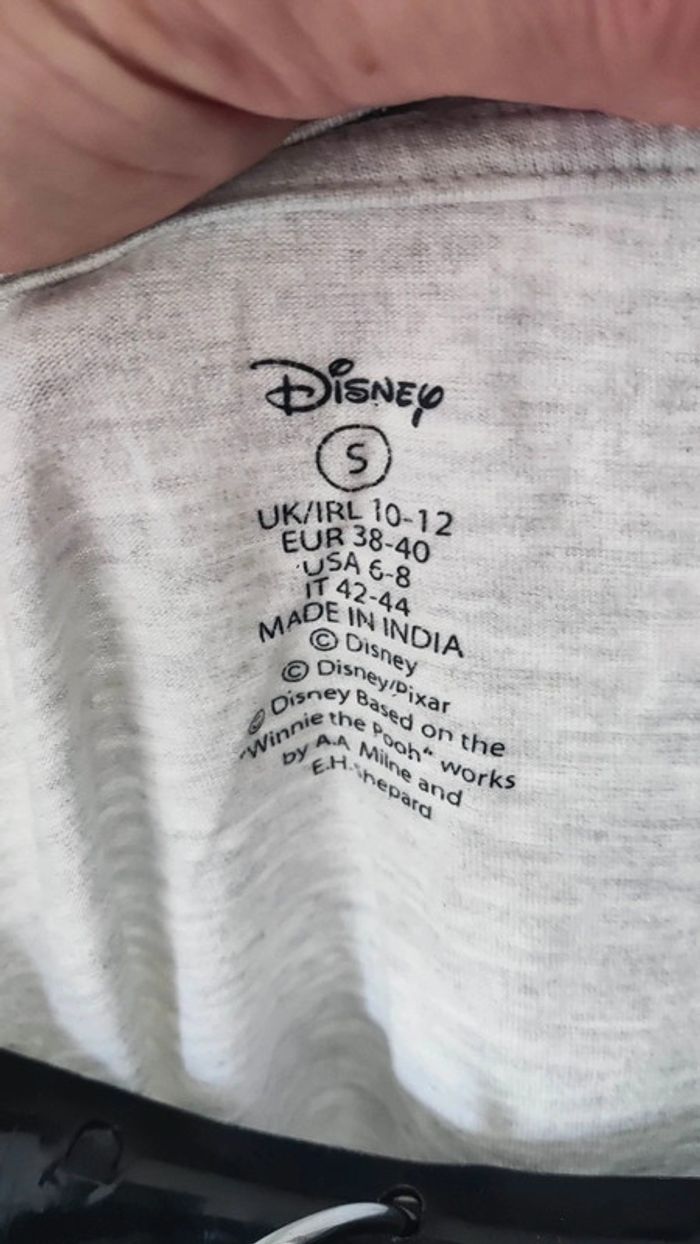 Disney
S
UK/IRL 10-12
EUR 38-40
USA 6-8
IT 42-44
MADE IN INDIA
© Disney
© Disney/Pixar
© Disney Based on the
"Winnie the Pooh" works
by A.A Milne and
E.H.Shepard